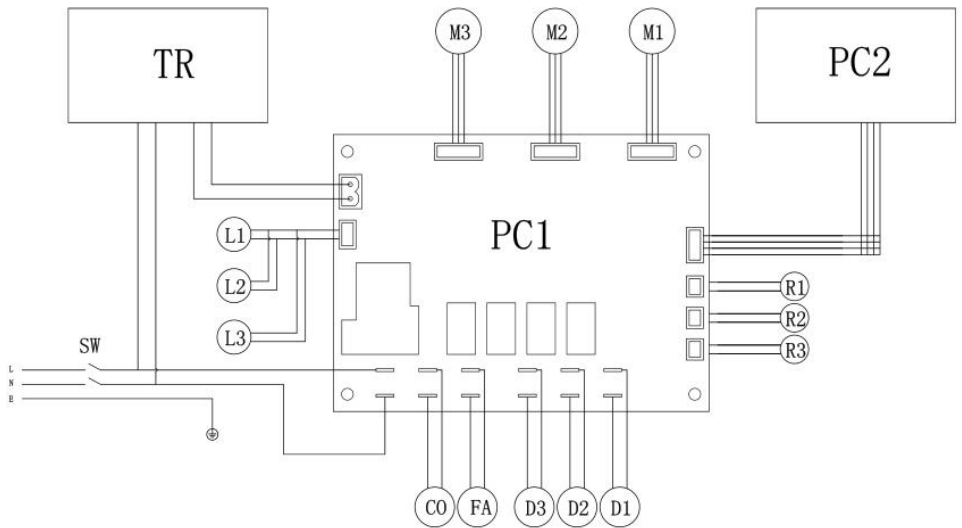 M3 M2 M1
TR PC2
L1 PC1
L2 R1
R2
L3 R3
SW
L
N
E
CO FA D3 D2 D1